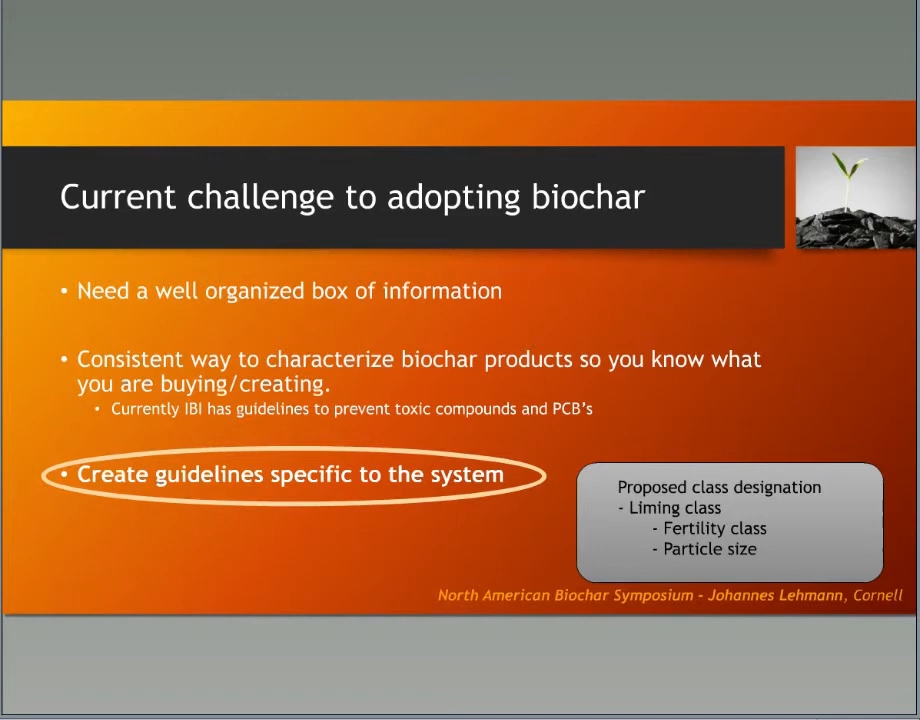 Current challenge to adopting biochar
• Need a well organized box of information
• Consistent way to characterize biochar products so you know what
you are buying/creating.
• Currently IBI has guidelines to prevent toxic compounds and PCB's
• Create guidelines specific to the system
Proposed class designation
- Liming class
- Fertility class
- Particle size
North American Biochar Symposium - Johannes Lehmann, Cornell